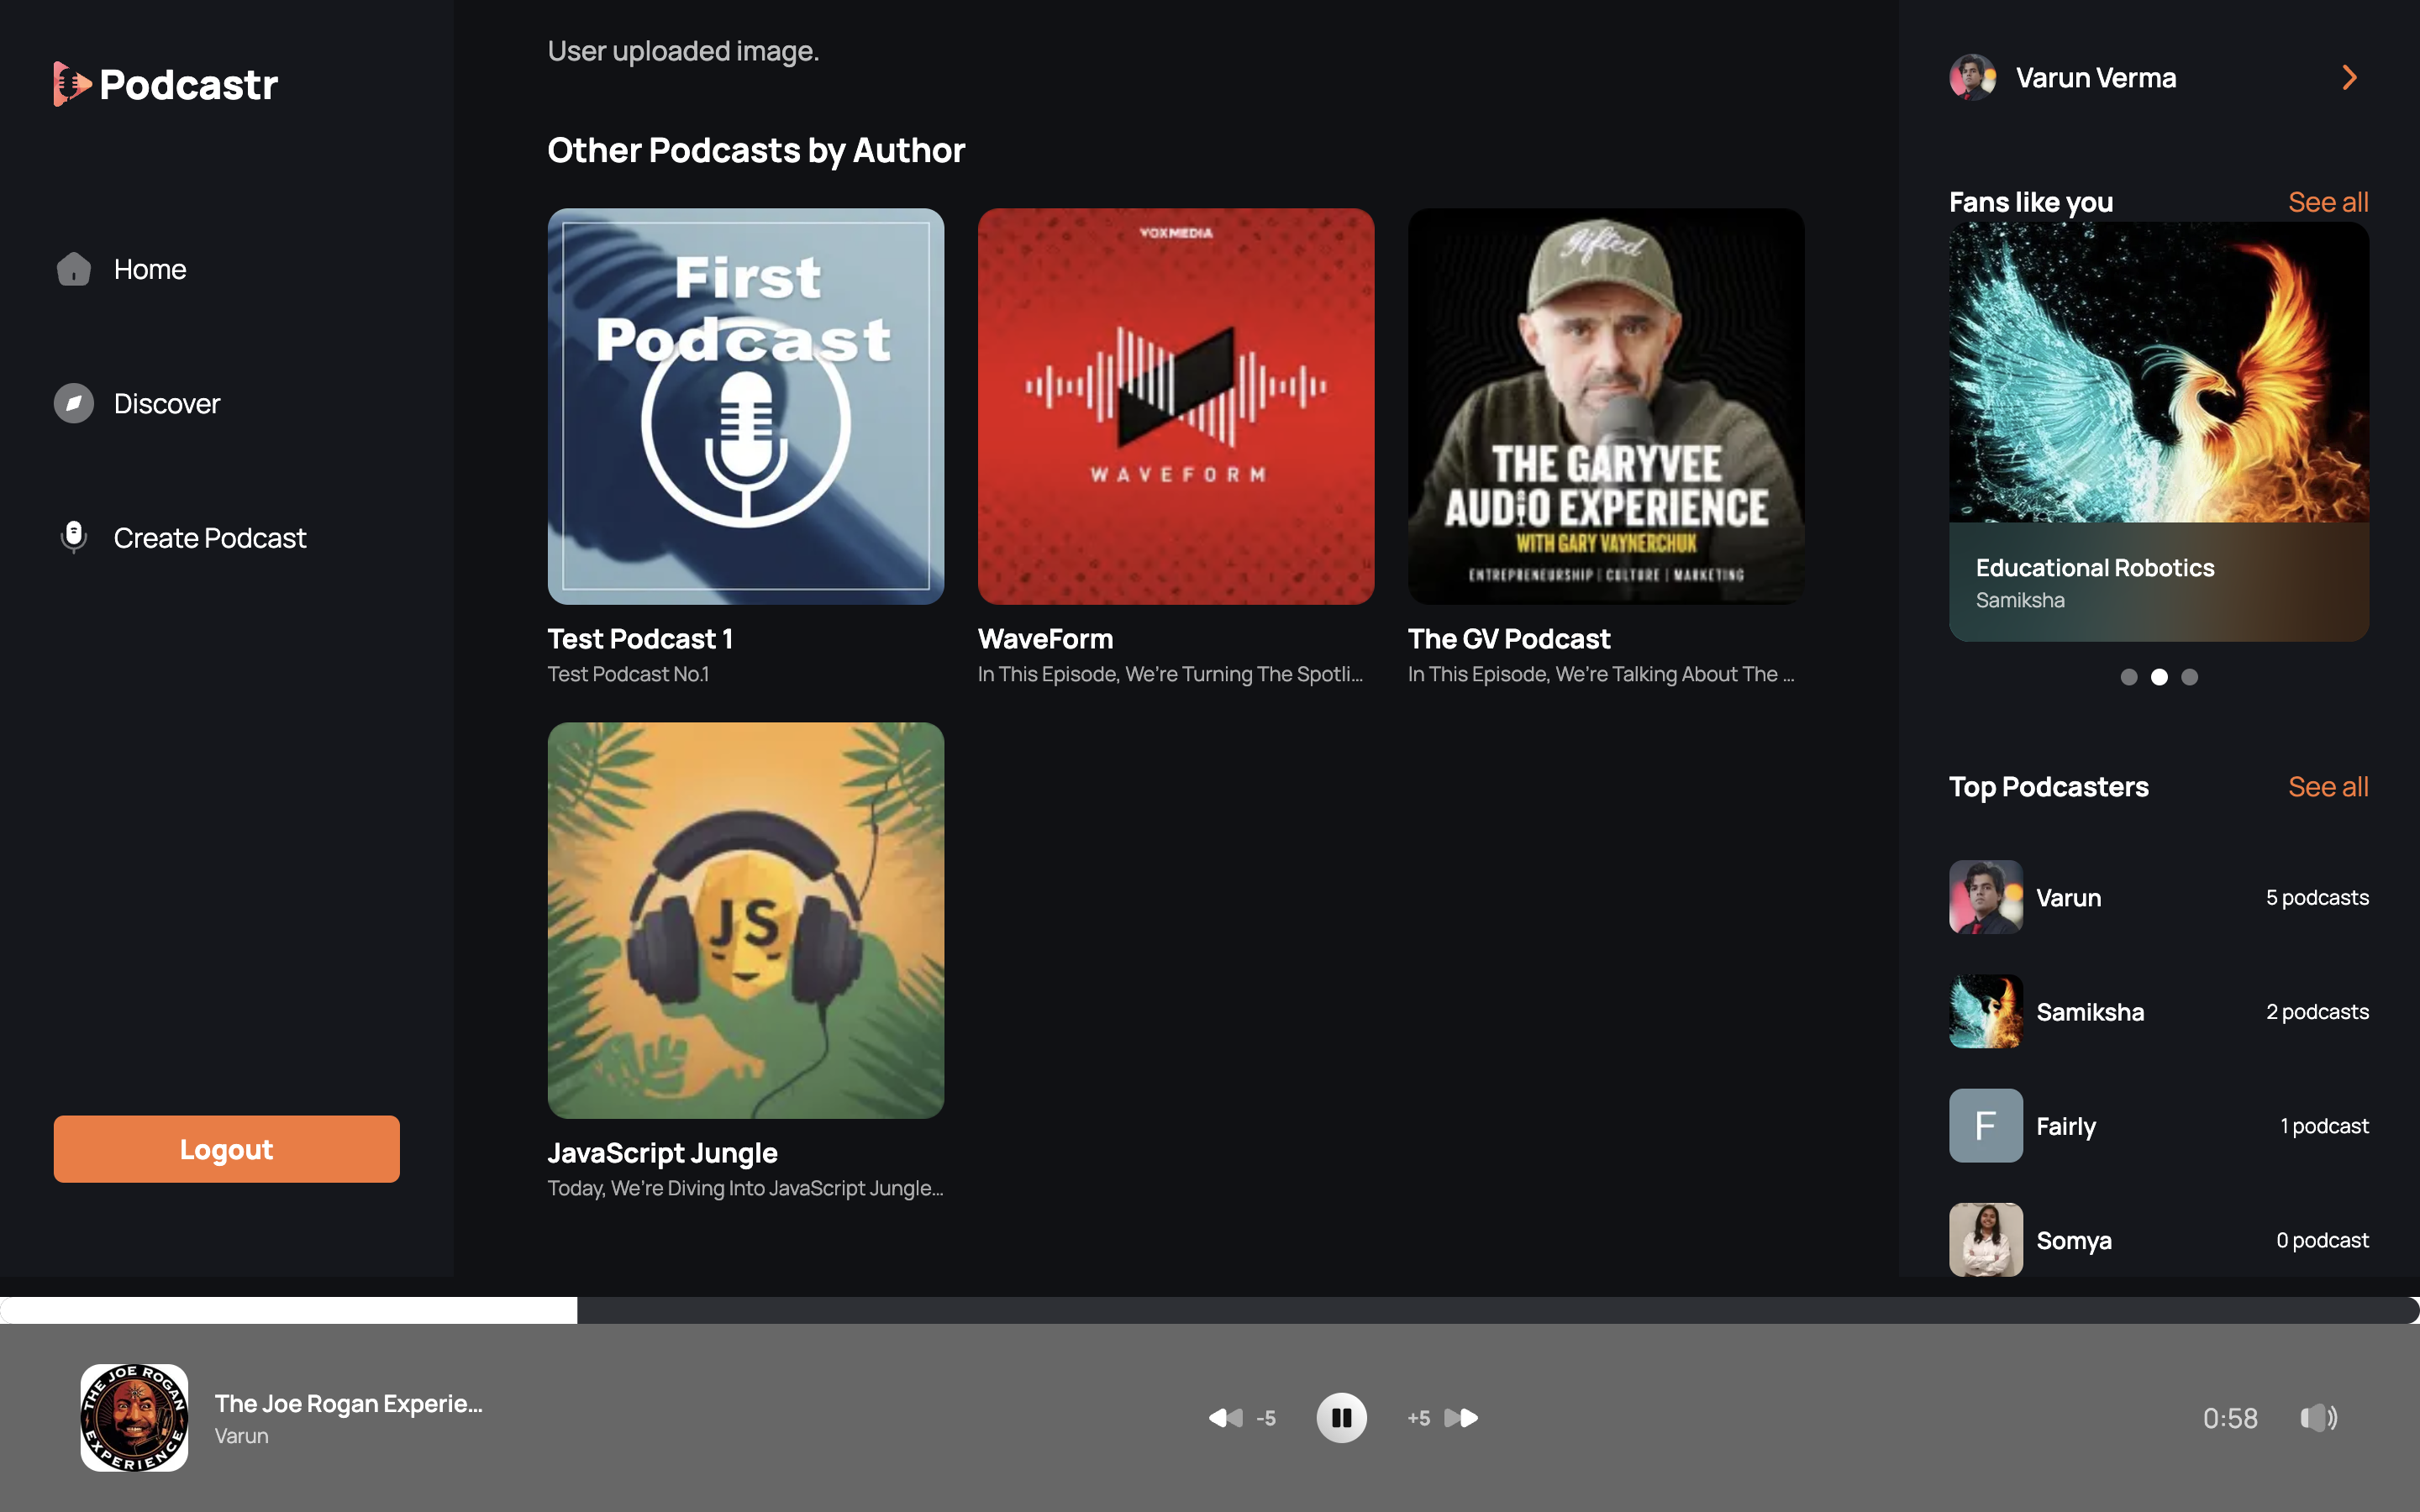 Podcastr
Home
Discover
Create Podcast
Logout
User uploaded image.
Other Podcasts by Author
First
Podcast
Test Podcast 1
Test Podcast No.1
VOXMEDIA
WAVEFORM
WaveForm
In This Episode, We're Turning The Spotli...
Gifted
THE GARYVEE
AUDIO EXPERIENCE
WITH GARY VAYNERCHUK
ENTREPRENEURSHIP | CULTURE | MARKETING
The GV Podcast
In This Episode, We're Talking About The ...
JS
JavaScript Jungle
Today, We're Diving Into JavaScript Jungle...
Varun Verma
Fans like you
See all
Educational Robotics
Samiksha
Top Podcasters
See all
Varun
5 podcasts
Samiksha
2 podcasts
F
Fairly
1 podcast
Somya
0 podcast
THE JOE ROGAN
EXPERIENCE
The Joe Rogan Experie...
Varun
-5
+5
0:58